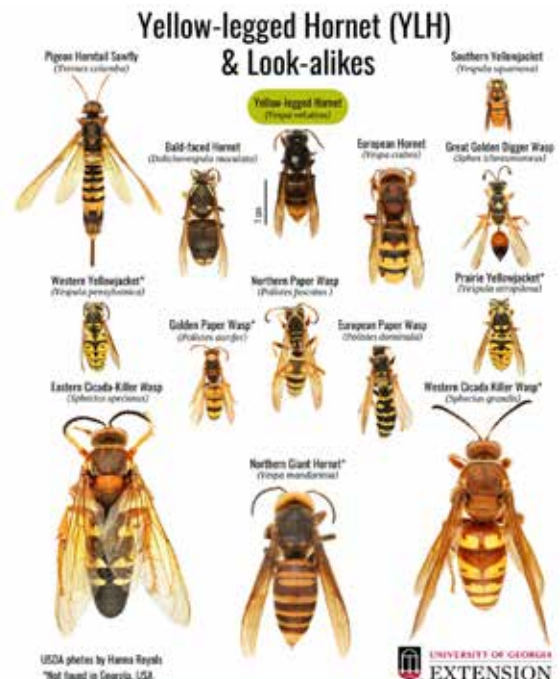 Yellow-legged Hornet (YLH)
& Look-alikes
Pigeon Horntail Sawfly
(Tremex columba)
Southern Yellowjacket
(Vespula squamosa)
Yellow-legged Hornet
(Vespa velutina)
Bald-faced Hornet
(Dolichovespula maculata)
European Hornet
(Vespa crabro)
Great Golden Digger Wasp
(Sphex ichneumoneus)
1 cm
Western Yellowjacket*
(Vespula pensylvanica)
Northern Paper Wasp
(Polistes fuscatus)
Prairie Yellowjacket*
(Vespula atropilosa)
Golden Paper Wasp*
(Polistes aurifer)
European Paper Wasp
(Polistes dominula)
Eastern Cicada-Killer Wasp
(Sphecius speciosus)
Western Cicada Killer Wasp*
(Sphecius grandis)
Northern Giant Hornet*
(Vespa mandarinia)
USDA photos by Hanna Royals
*Not found in Georgia, USA
UNIVERSITY OF GEORGIA
EXTENSION